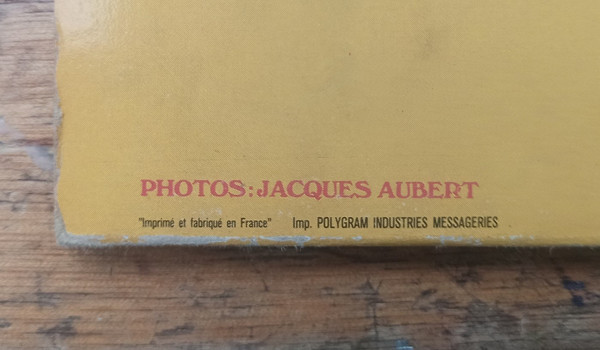 PHOTOS: JACQUES AUBERT
"Imprimé et fabriqué en France" Imp. POLYGRAM INDUSTRIES MESSAGERIES